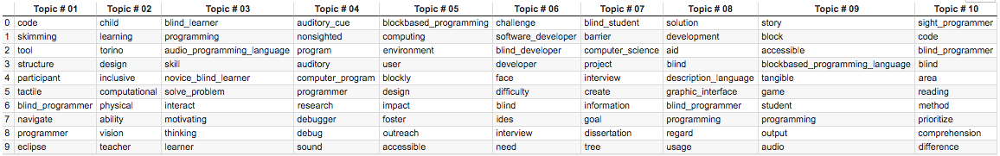 Topic # 01 Topic # 02 Topic # 03 Topic # 04 Topic # 05 Topic # 06 Topic # 07 Topic # 08 Topic # 09 Topic # 10
0 code child blind_learner auditory_cue blockbased_programming challenge blind_student solution story sight_programmer
1 skimming learning programming nonsighted computing software_developer barrier development block code
2 tool torino audio_programming_language program environment blind_developer computer_science aid accessible blind_programmer
3 structure design skill auditory user developer project blind blockbased_programming_language blind
4 participant inclusive novice_blind_learner computer_program blockly face interview description_language tangible area
5 tactile computational solve_problem programmer design difficulty create graphic_interface game reading
6 blind_programmer physical interact research impact blind information blind_programmer student method
7 navigate ability motivating debugger foster ides goal programming programming prioritize
8 programmer vision thinking debug outreach interview dissertation regard output comprehension
9 eclipse teacher learner sound accessible need tree usage audio difference